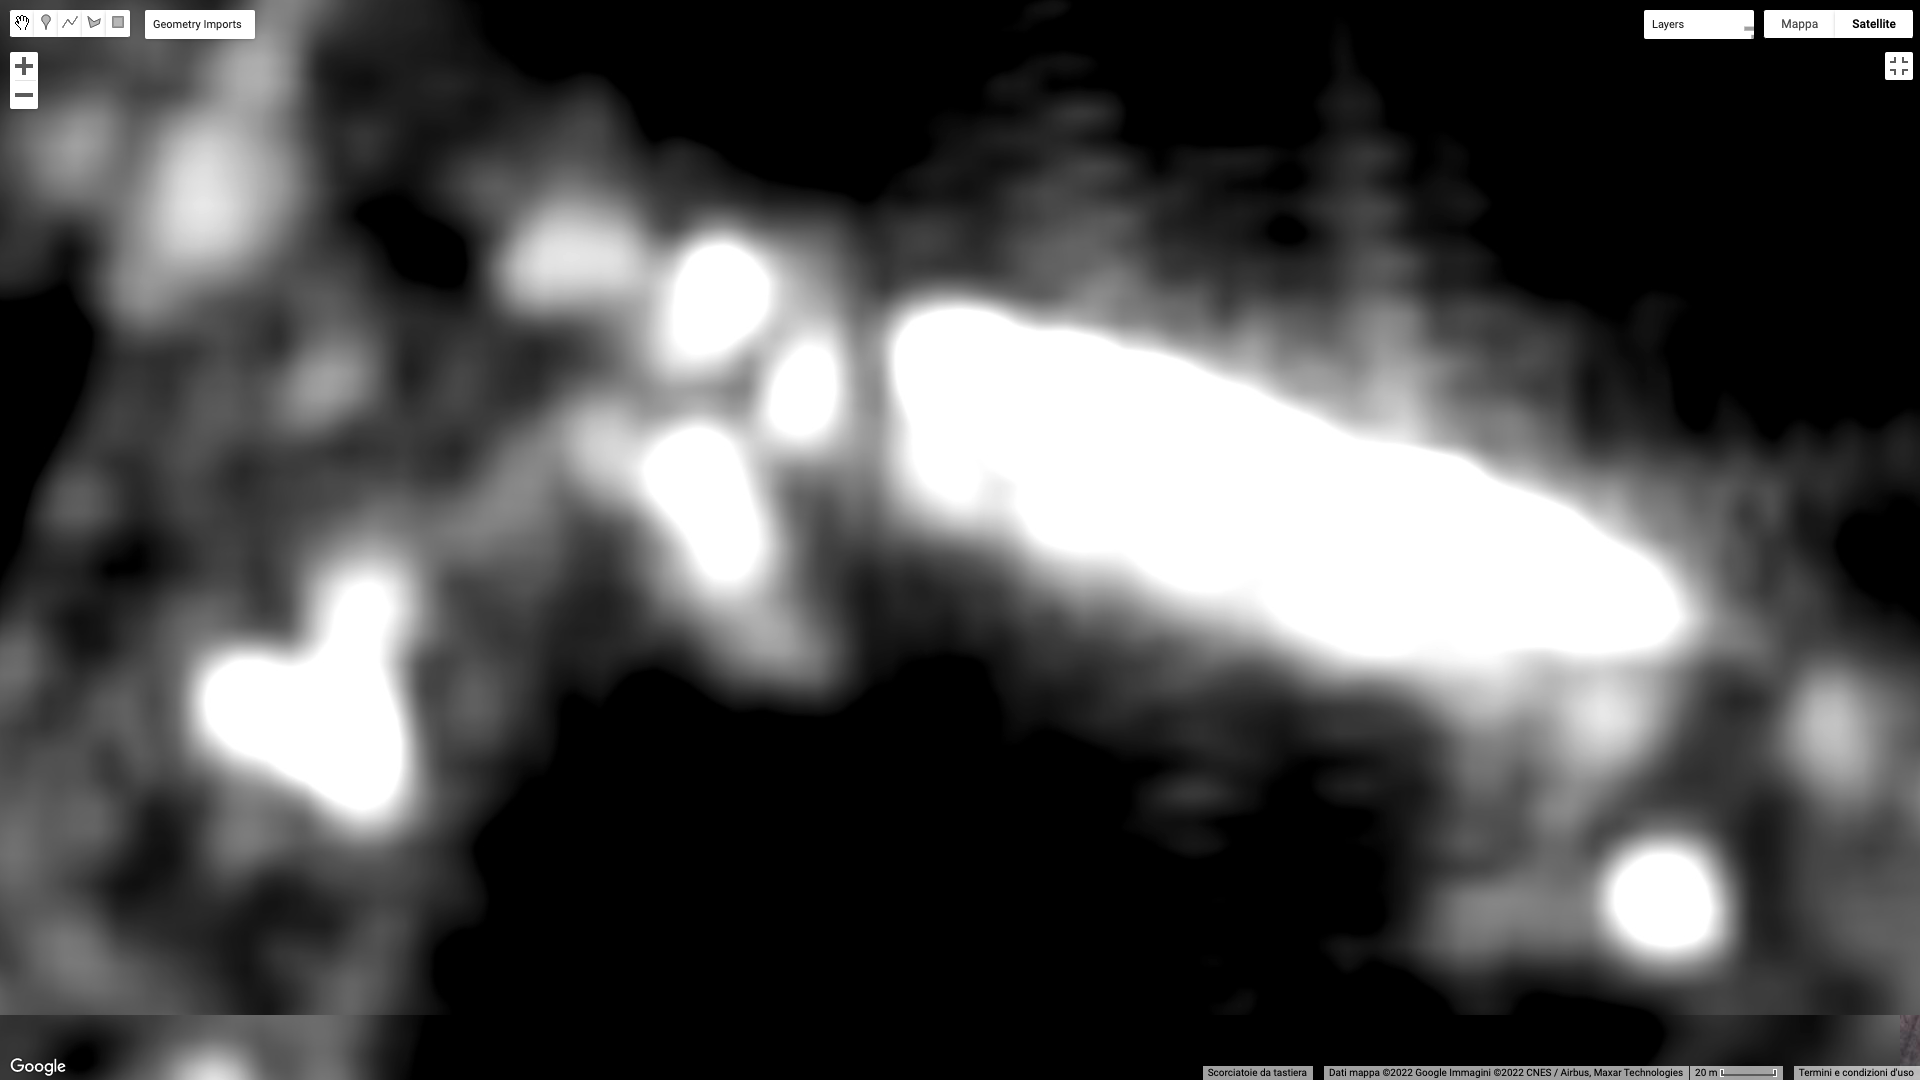 Geometry Imports
Layers
Mappa
Satellite
Google
Scorciatoie da tastiera
Dati mappa ©2022 Google Immagini ©2022 CNES / Airbus, Maxar Technologies
20 m
Termini e condizioni d'uso